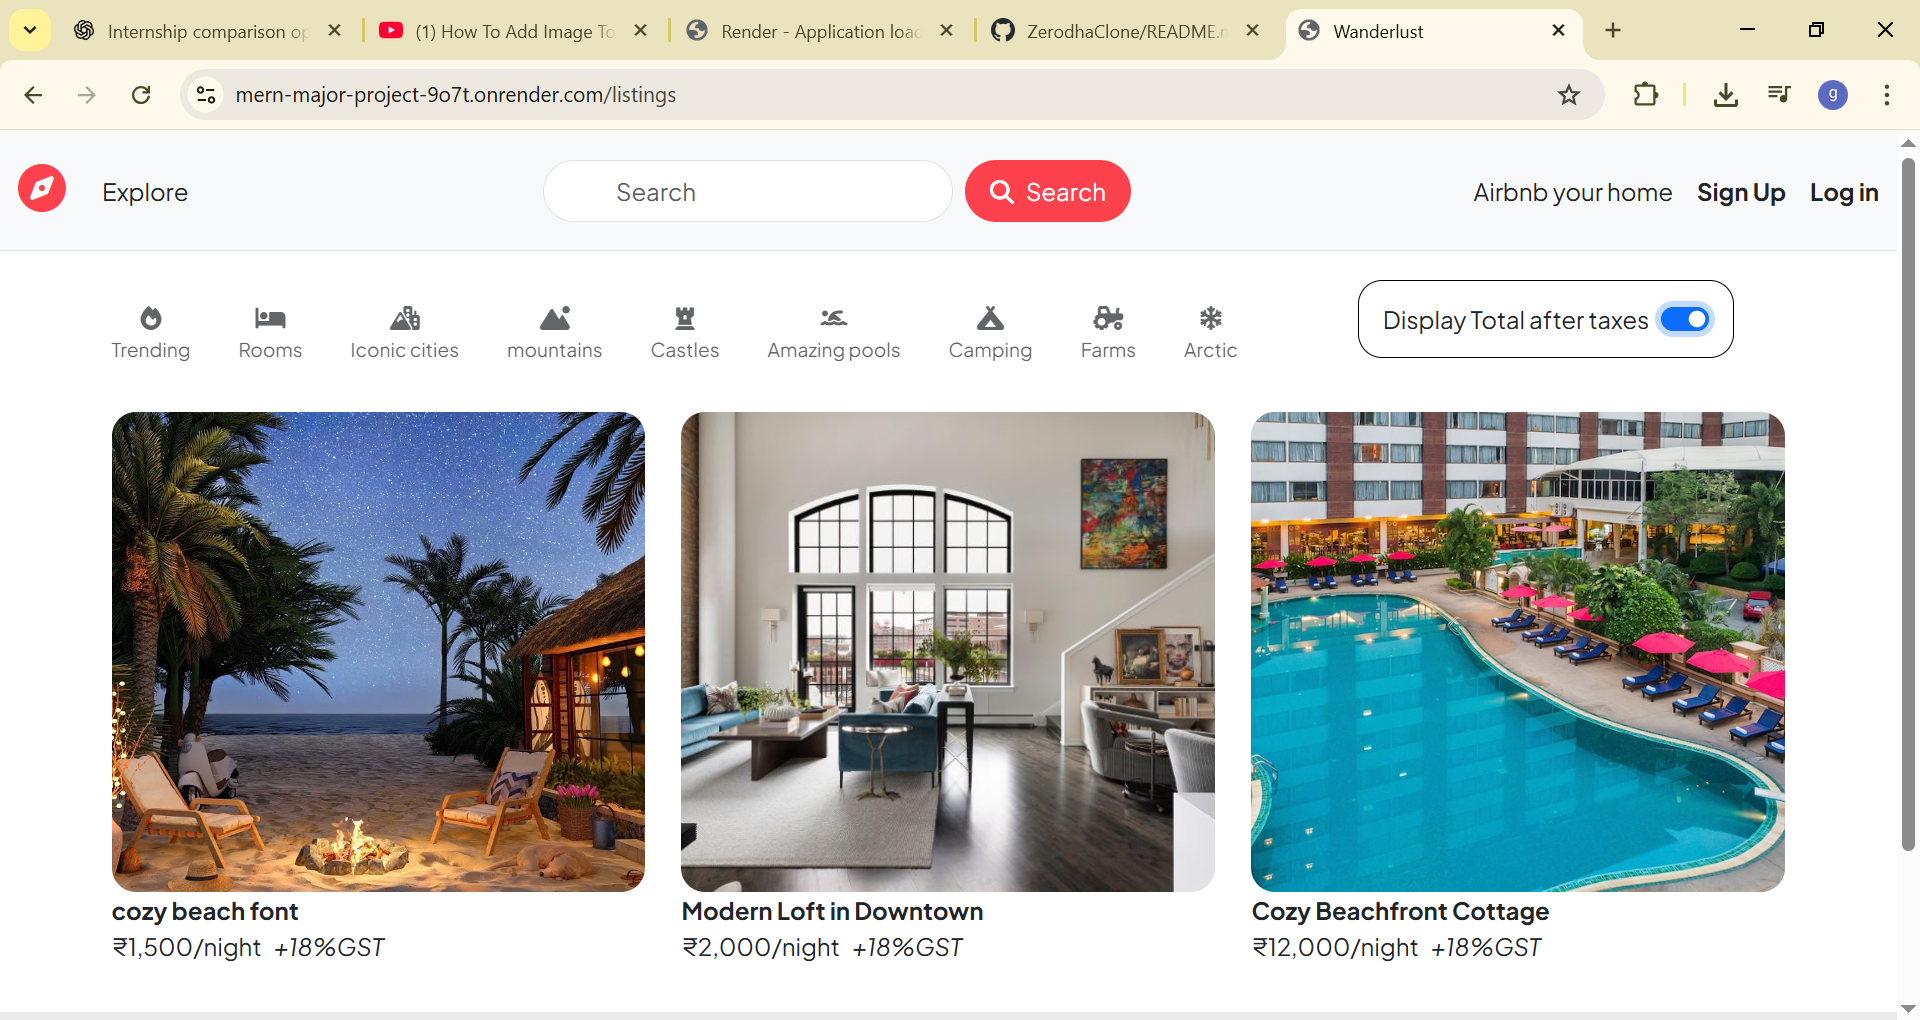 Internship comparison op
(1) How To Add Image To
Render - Application loa
ZerodhaClone/README.
Wanderlust
mern-major-project-9o7t.onrender.com/listings
g
Explore
Search
Search
Airbnb your home
Sign Up
Log in
Trending
Rooms
Iconic cities
mountains
Castles
Amazing pools
Camping
Farms
Arctic
Display Total after taxes
cozy beach font
₹1,500/night +18%GST
Modern Loft in Downtown
₹2,000/night +18%GST
Cozy Beachfront Cottage
₹12,000/night +18%GST